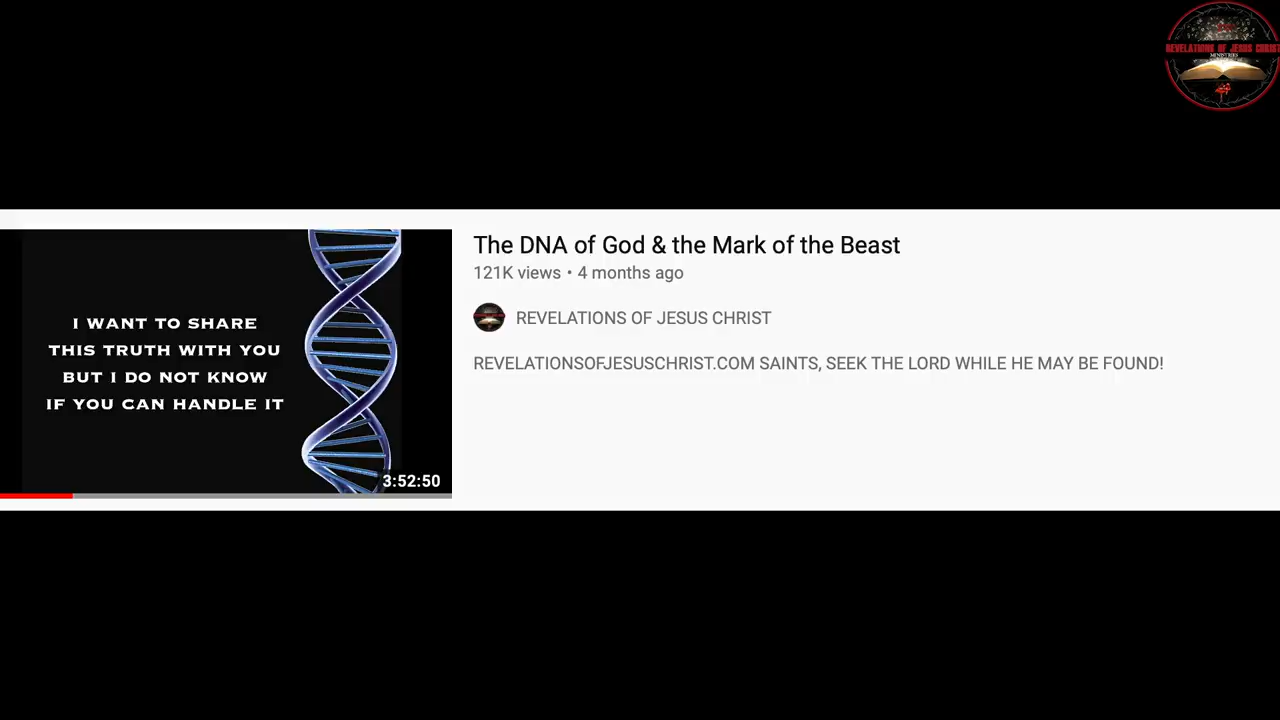 REVELATIONS OF JESUS CHRIST
MINISTRIES
The DNA of God & the Mark of the Beast
121K views • 4 months ago
REVELATIONS OF JESUS CHRIST
REVELATIONSOFJESUSCHRIST.COM SAINTS, SEEK THE LORD WHILE HE MAY BE FOUND!
I WANT TO SHARE
THIS TRUTH WITH YOU
BUT I DO NOT KNOW
IF YOU CAN HANDLE IT
3:52:50